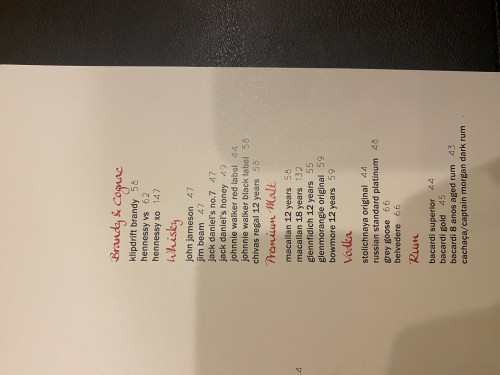 Brandy & Cognac
klipdrift brandy 58
hennessy vs 62
hennessy xo 147
Whisky
john jameson 47
jim beam 47
jack daniel's no.7 47
jack daniel's honey 49
johnnie walker red label 44
johnnie walker black label 58
chivas regal 12 years 58
Premium Malt
macallan 12 years 58
macallan 18 years 132
glenfiddich 12 years 55
glenmorangie original 59
bowmore 12 years 59
Vodka
stolichnaya original 44
russian standard platinum 48
grey goose 66
belvedere 66
Rum
bacardi superior 44
bacardi gold 45
bacardi 8 anos aged rum 43
cachaça/captain morgan dark rum
4